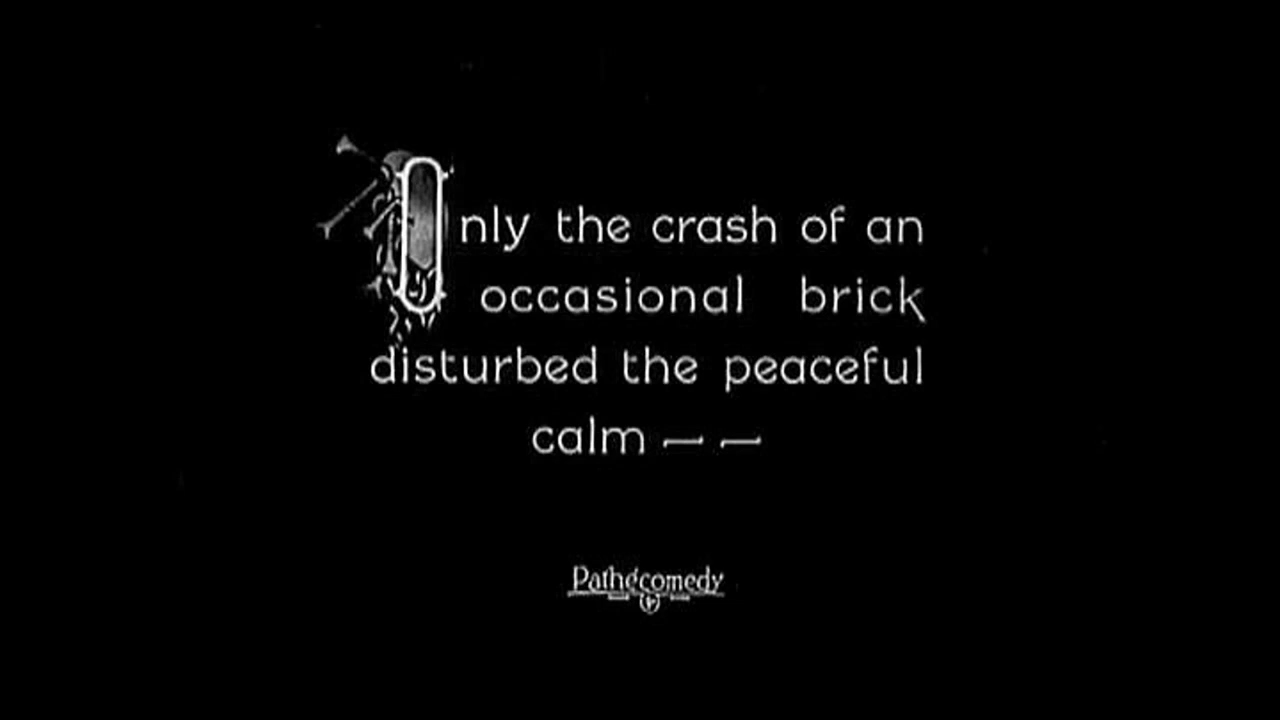 Only the crash of an
occasional brick
disturbed the peaceful
calm — —
Pathécomedy